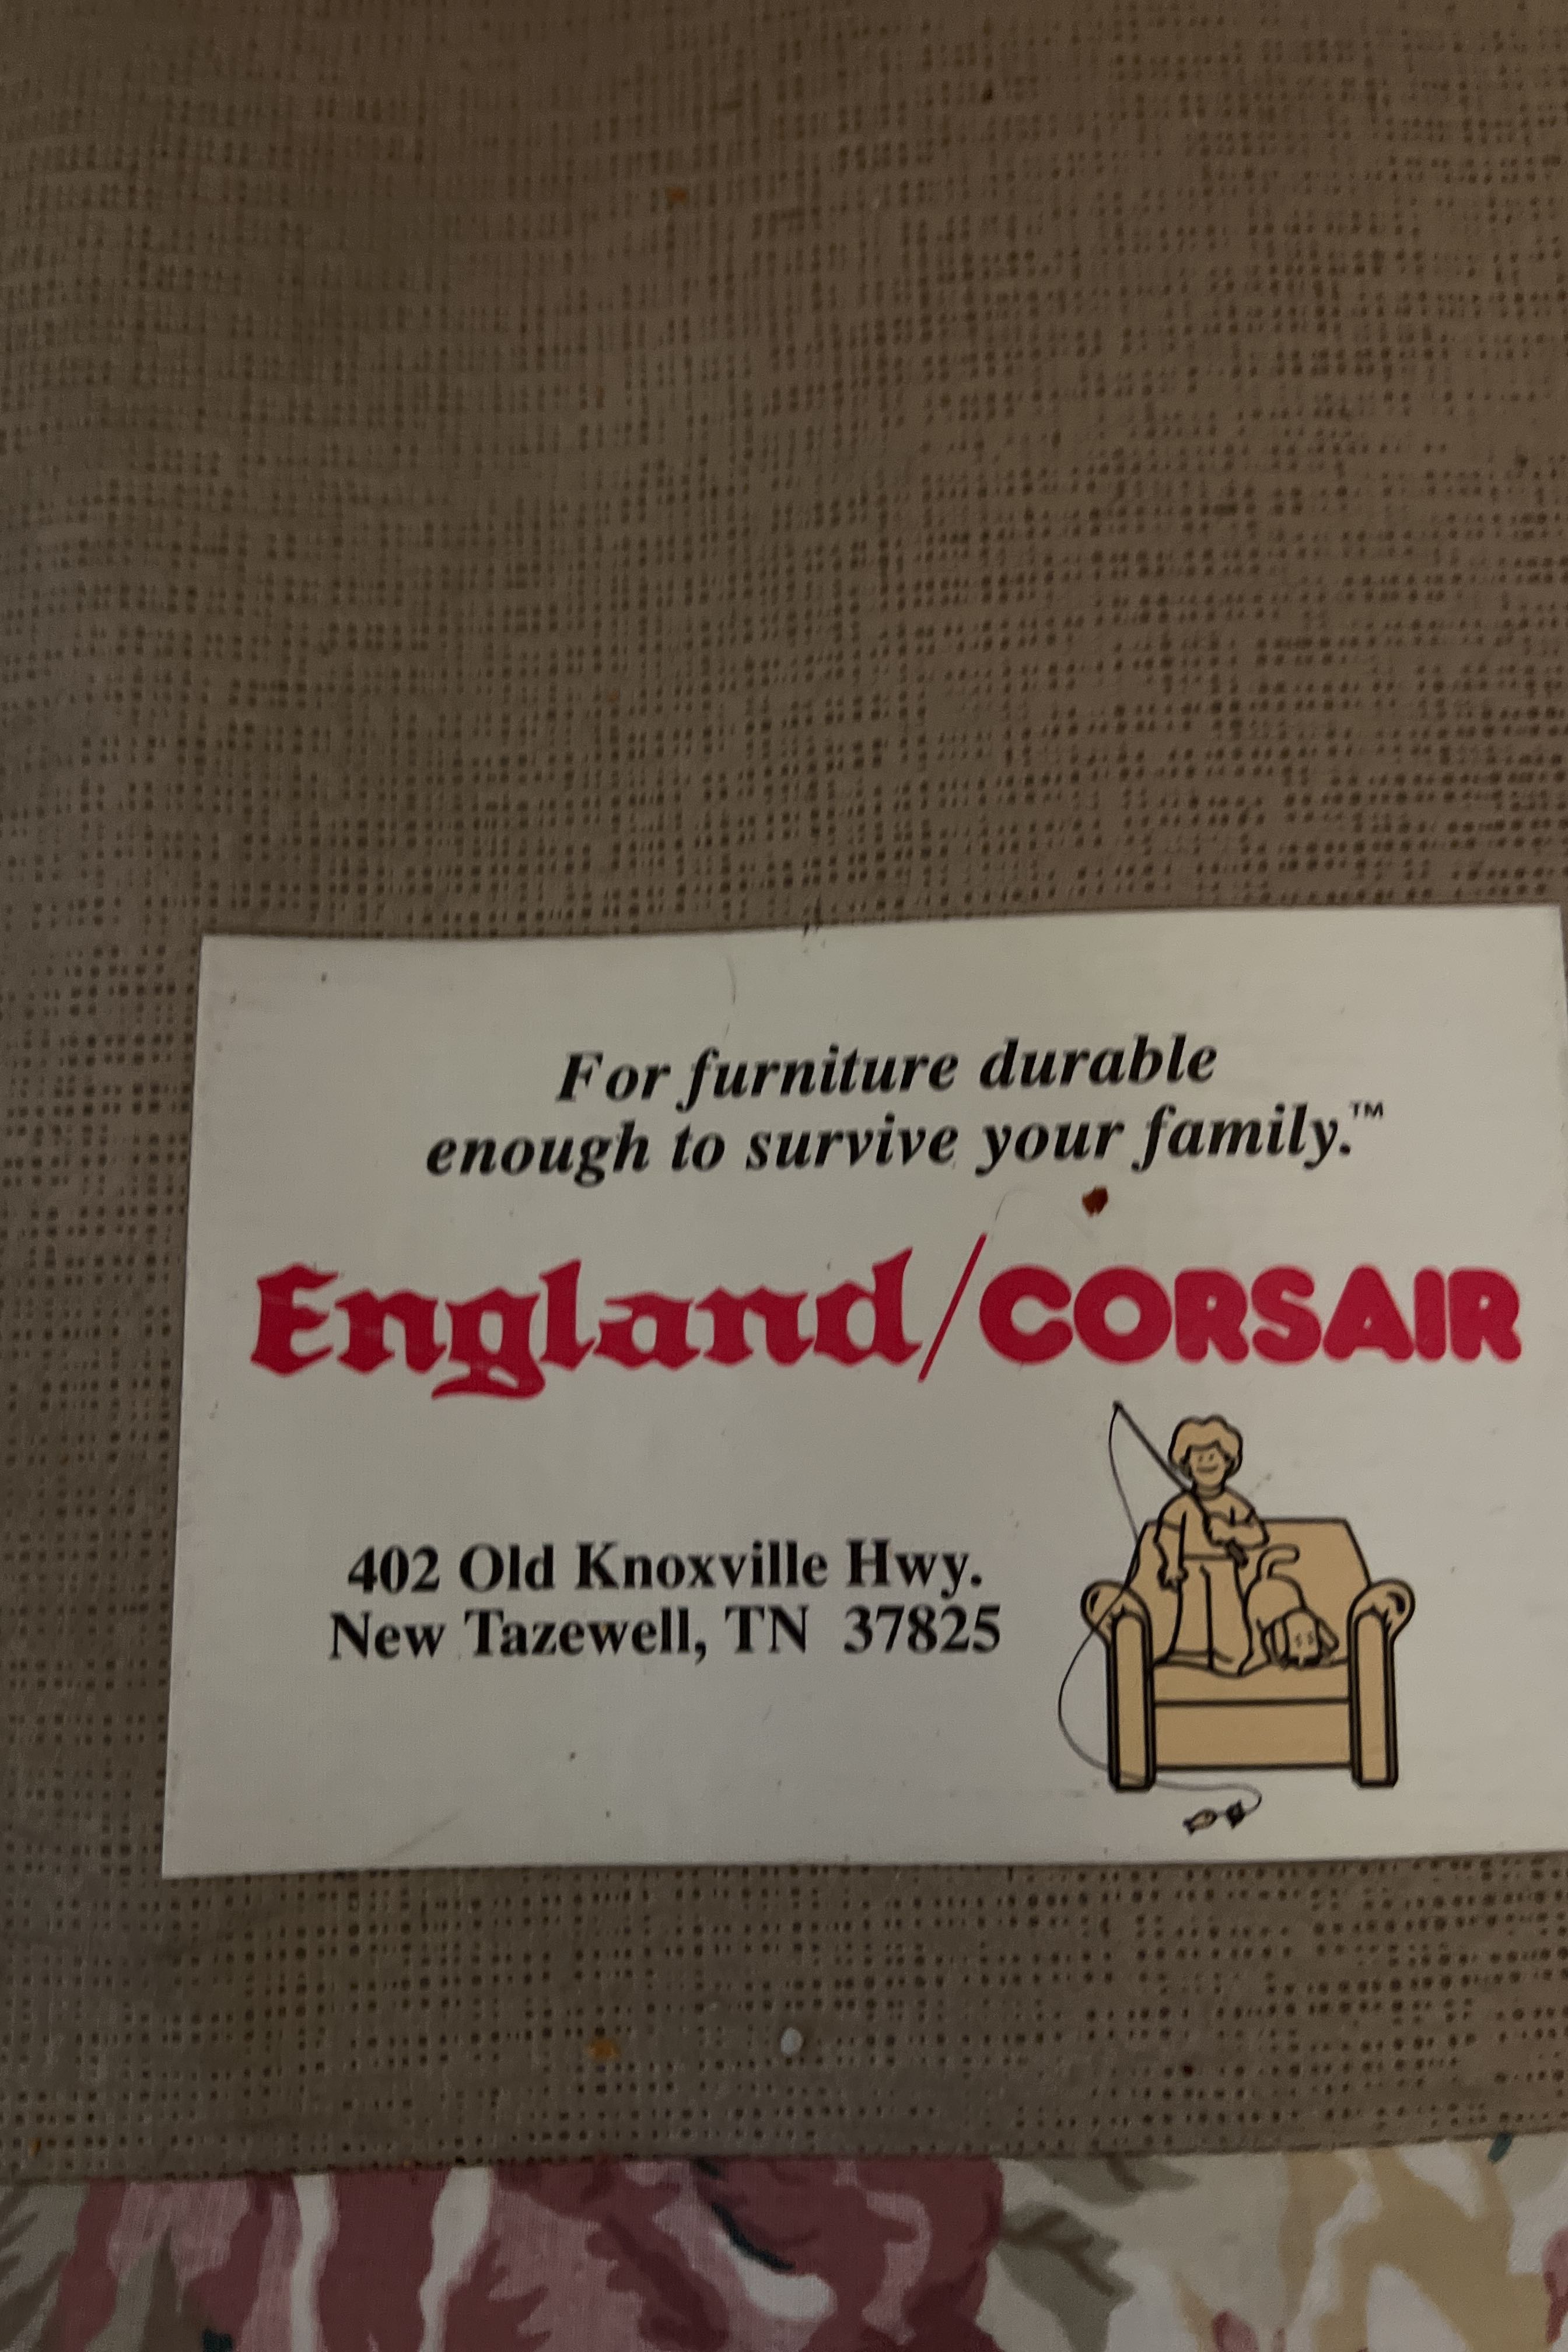 For furniture durable
enough to survive your family.™
England/CORSAIR
402 Old Knoxville Hwy.
New Tazewell, TN 37825